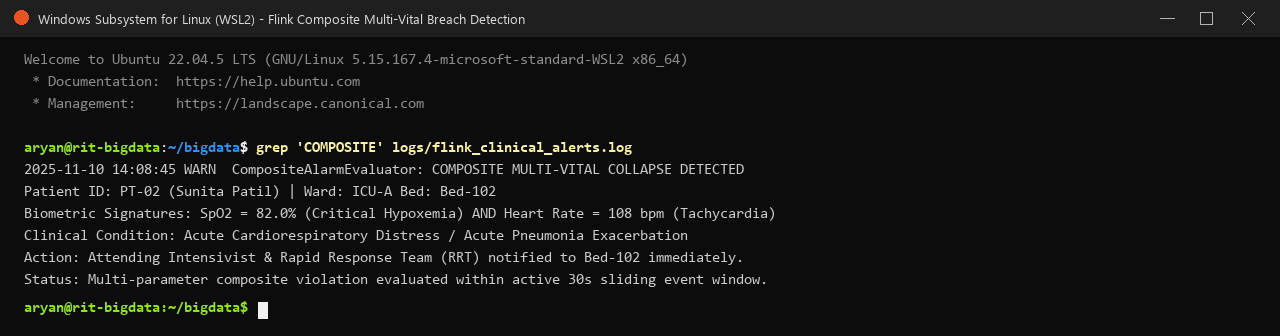 Windows Subsystem for Linux (WSL2) - Flink Composite Multi-Vital Breach Detection
Welcome to Ubuntu 22.04.5 LTS (GNU/Linux 5.15.167.4-microsoft-standard-WSL2 x86_64)
* Documentation:  https://help.ubuntu.com
* Management:     https://landscape.canonical.com
aryan@rit-bigdata:~/bigdata$ grep 'COMPOSITE' logs/flink_clinical_alerts.log
2025-11-10 14:08:45 WARN  CompositeAlarmEvaluator: COMPOSITE MULTI-VITAL COLLAPSE DETECTED
Patient ID: PT-02 (Sunita Patil) | Ward: ICU-A Bed: Bed-102
Biometric Signatures: SpO2 = 82.0% (Critical Hypoxemia) AND Heart Rate = 108 bpm (Tachycardia)
Clinical Condition: Acute Cardiorespiratory Distress / Acute Pneumonia Exacerbation
Action: Attending Intensivist & Rapid Response Team (RRT) notified to Bed-102 immediately.
Status: Multi-parameter composite violation evaluated within active 30s sliding event window.
aryan@rit-bigdata:~/bigdata$